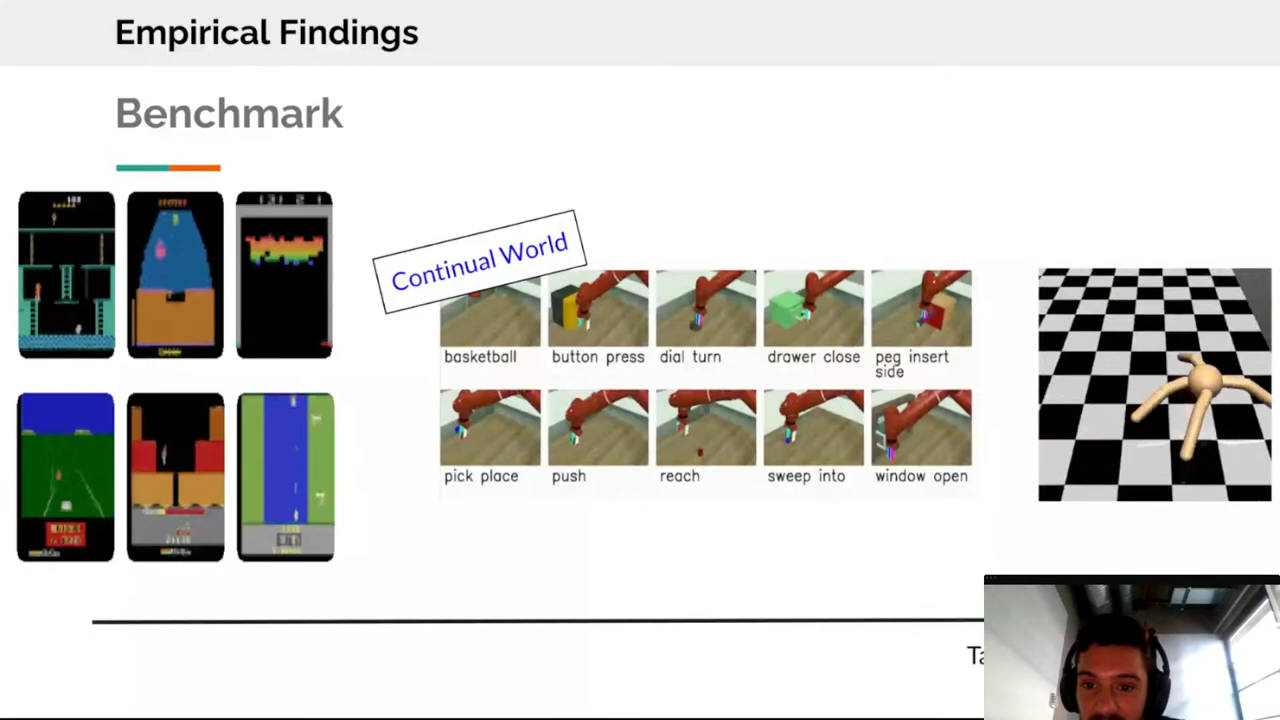 Empirical Findings
Benchmark
Continual World
basketball
button press
dial turn
drawer close
peg insert
side
pick place
push
reach
sweep into
window open